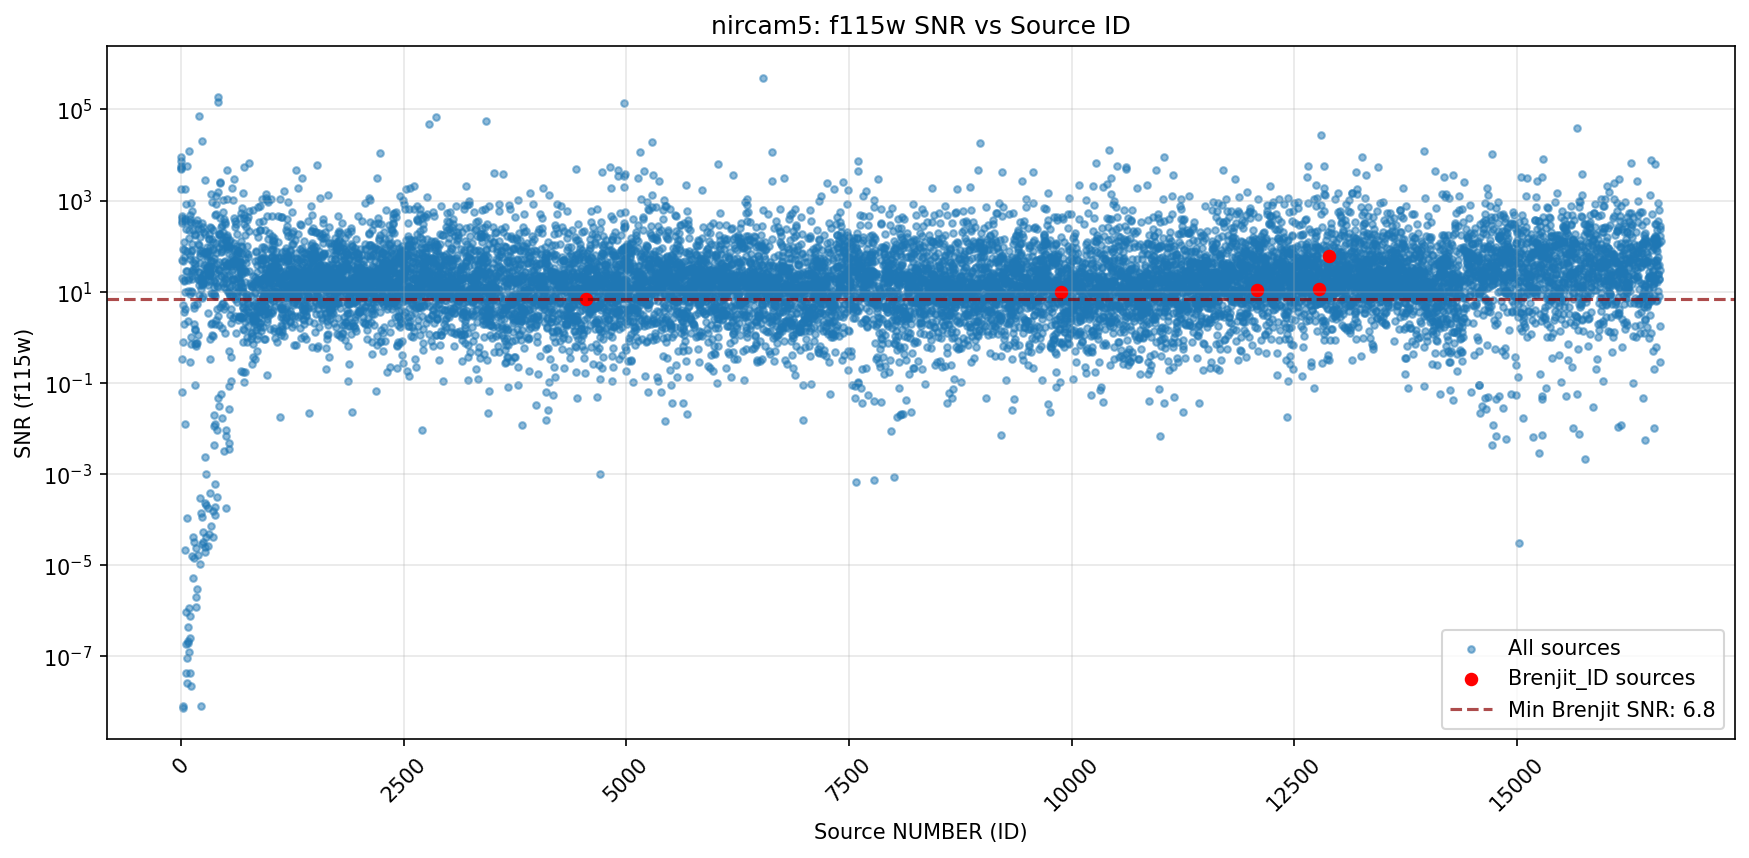 nircam5: f115w SNR vs Source ID
SNR (f115w)
10^5
10^3
10^1
10^−1
10^−3
10^−5
10^−7
All sources
Brenjit_ID sources
Min Brenjit SNR: 6.8
0
2500
5000
7500
10000
12500
15000
Source NUMBER (ID)